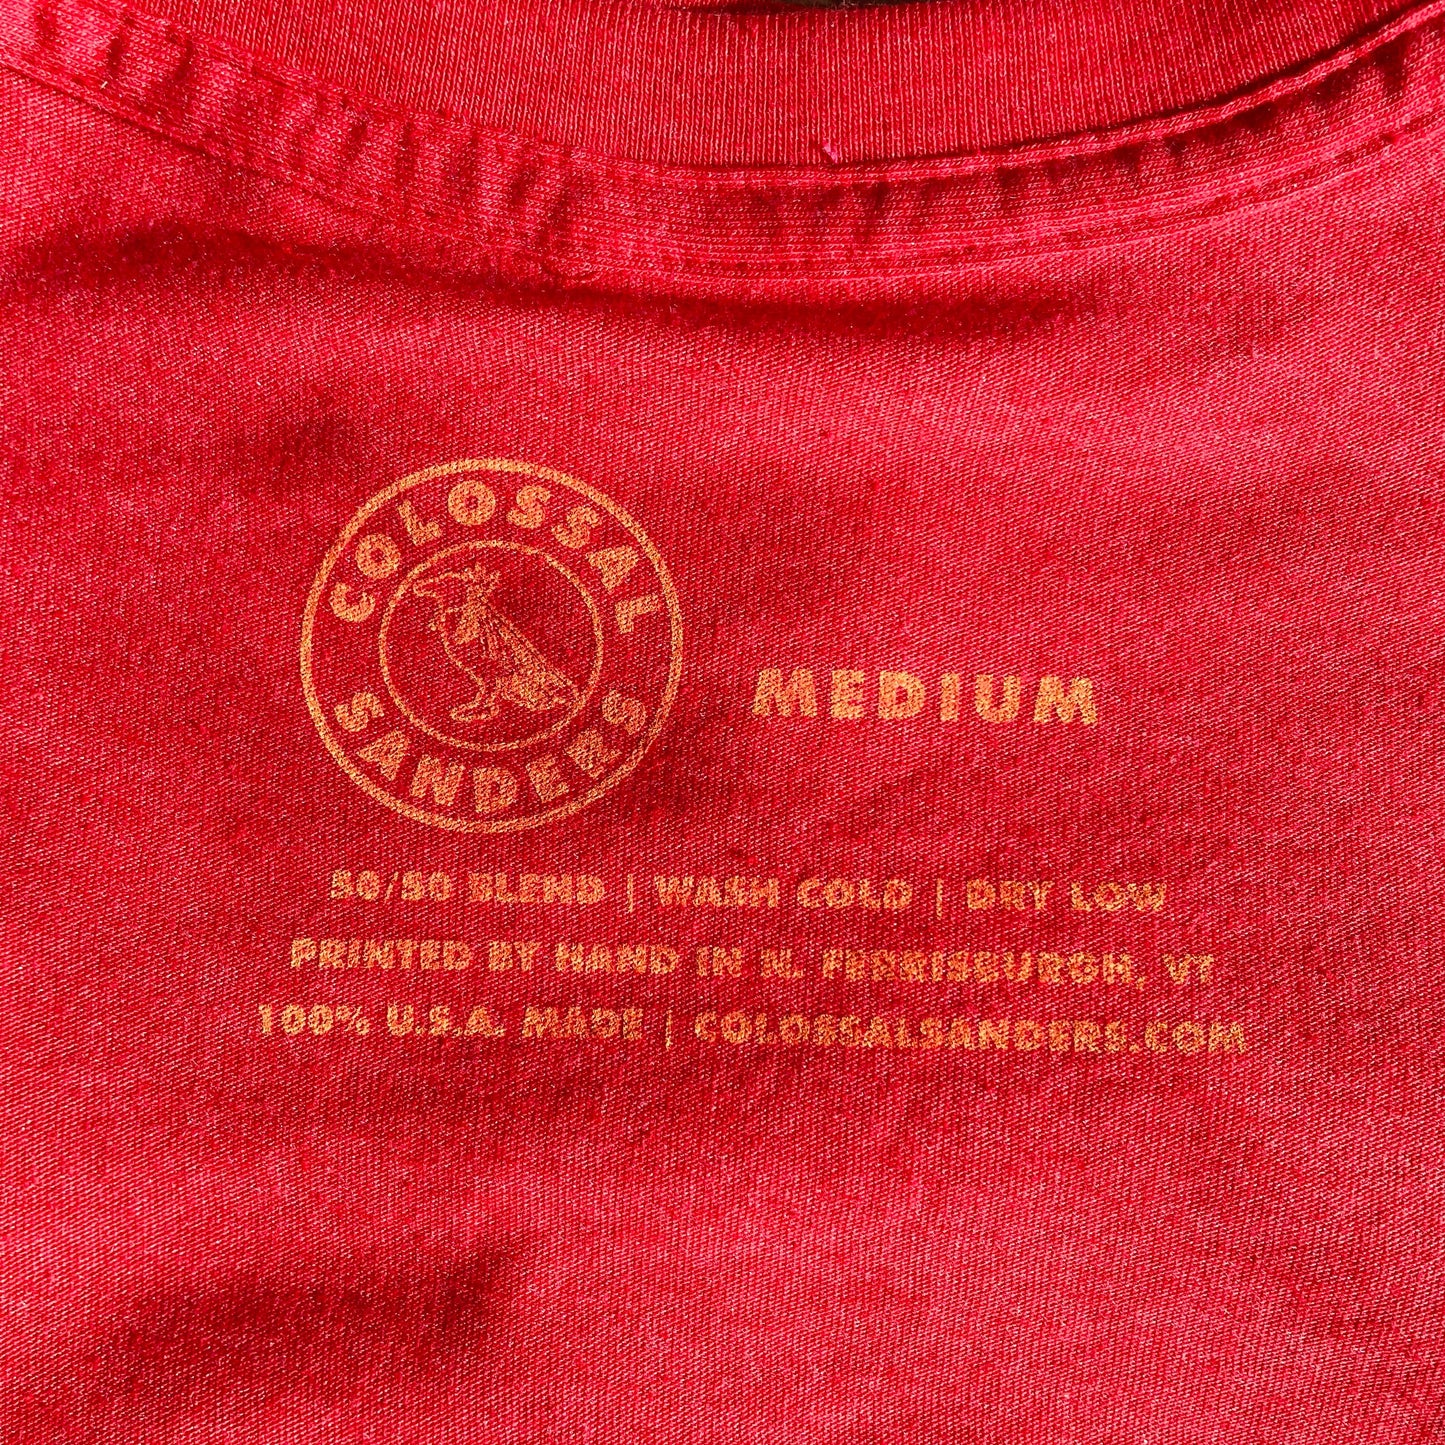 COLOSSAL
SANDERS
MEDIUM
50/50 BLEND | WASH COLD | DRY LOW
PRINTED BY HAND IN N. FERRISBURGH, VT
100% U.S.A. MADE | COLOSSALSANDERS.COM